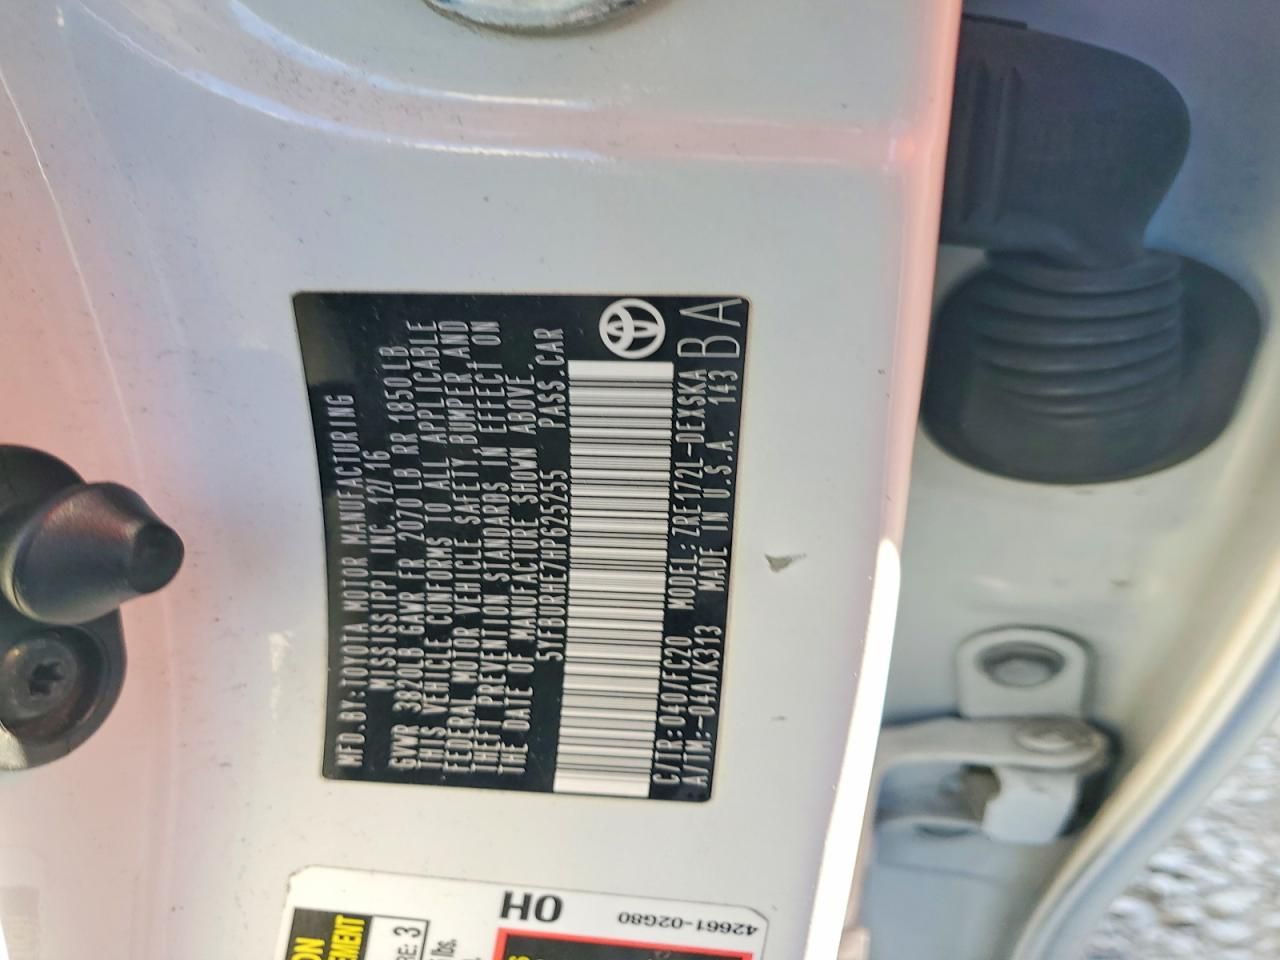 MFD.BY:TOYOTA MOTOR MANUFACTURING
MISSISSIPPI INC. 12/16
GVWR 3820LB GAWR FR 2070 LB RR 1850 LB
THIS VEHICLE CONFORMS TO ALL APPLICABLE
FEDERAL MOTOR VEHICLE SAFETY,BUMPER,AND
THEFT PREVENTION STANDARDS IN EFFECT ON
THE DATE OF MANUFACTURE SHOWN ABOVE.
5YFBURHE7HP625255 PASS.CAR
C/TR:040/FC20 MODEL:ZRE172L-DEXSKA
A/TM:-04A/K313 MADE IN U.S.A. 143
BA
42661-02G80
0H